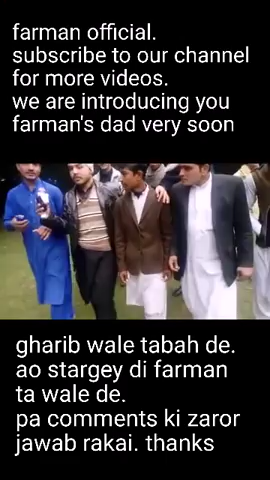 farman official.
subscribe to our channel
for more videos.
we are introducing you
farman's dad very soon
gharib wale tabah de.
ao stargey di farman
ta wale de.
pa comments ki zaror
jawab rakai. thanks